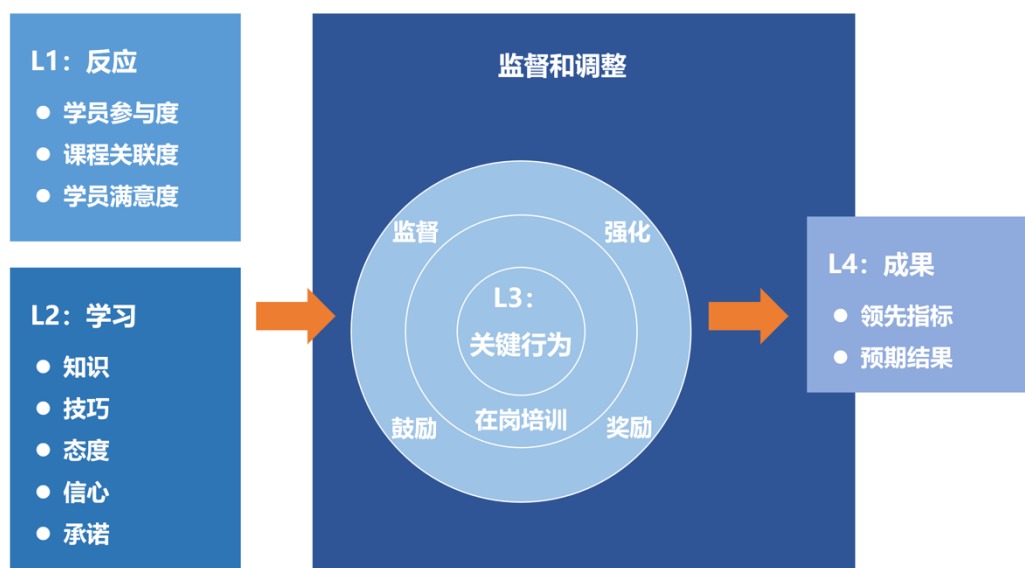 L1：反应
学员参与度
课程关联度
学员满意度
L2：学习
知识
技巧
态度
信心
承诺
监督和调整
监督
强化
L3：
关键行为
在岗培训
鼓励
奖励
L4：成果
领先指标
预期结果